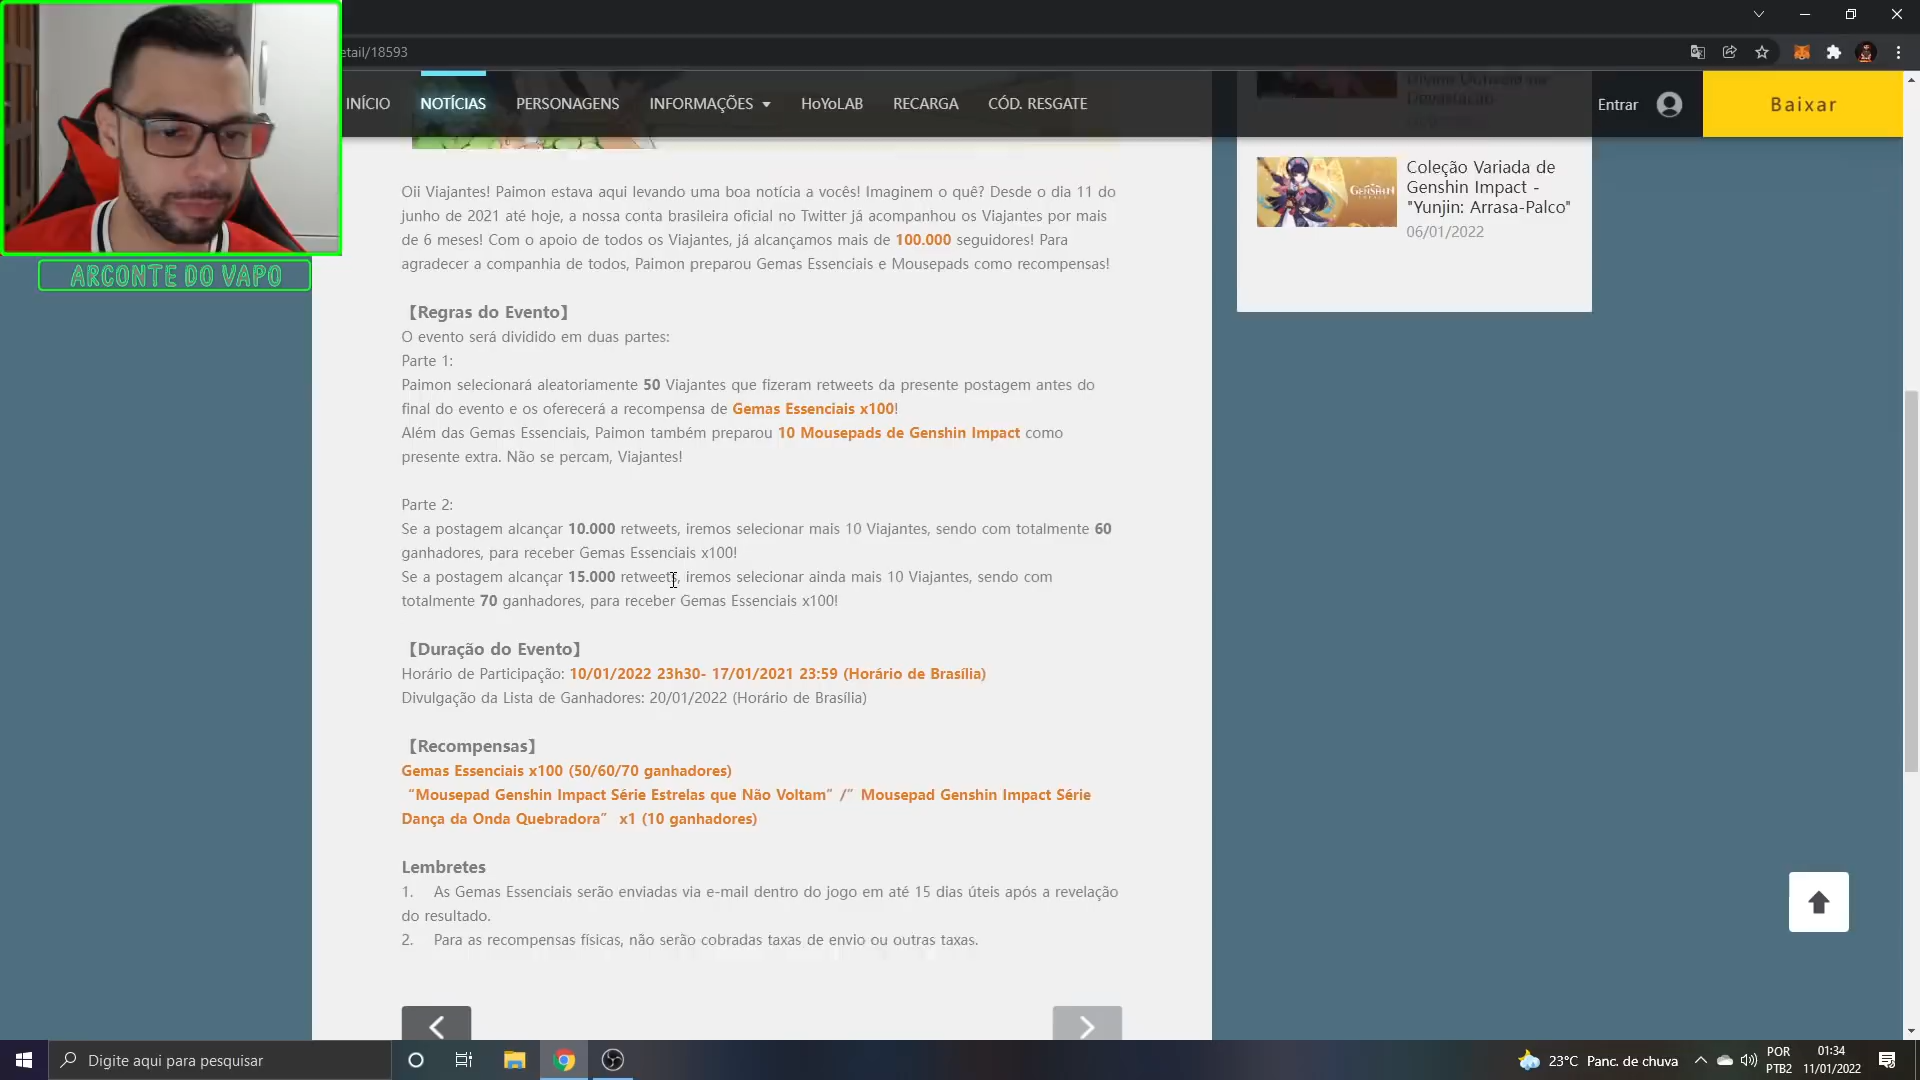 etail/18593
INÍCIO
NOTÍCIAS
PERSONAGENS
INFORMAÇÕES
HoYoLAB
RECARGA
CÓD. RESGATE
Entrar
Baixar
ARCONTE DO VAPO
Coleção Variada de
Genshin Impact -
"Yunjin: Arrasa-Palco"
06/01/2022
GENSHIN
Oii Viajantes! Paimon estava aqui levando uma boa notícia a vocês! Imaginem o quê? Desde o dia 11 do
junho de 2021 até hoje, a nossa conta brasileira oficial no Twitter já acompanhou os Viajantes por mais
de 6 meses! Com o apoio de todos os Viajantes, já alcançamos mais de 100.000 seguidores! Para
agradecer a companhia de todos, Paimon preparou Gemas Essenciais e Mousepads como recompensas!
【Regras do Evento】
O evento será dividido em duas partes:
Parte 1:
Paimon selecionará aleatoriamente 50 Viajantes que fizeram retweets da presente postagem antes do
final do evento e os oferecerá a recompensa de Gemas Essenciais x100!
Além das Gemas Essenciais, Paimon também preparou 10 Mousepads de Genshin Impact como
presente extra. Não se percam, Viajantes!
Parte 2:
Se a postagem alcançar 10.000 retweets, iremos selecionar mais 10 Viajantes, sendo com totalmente 60
ganhadores, para receber Gemas Essenciais x100!
Se a postagem alcançar 15.000 retweets, iremos selecionar ainda mais 10 Viajantes, sendo com
totalmente 70 ganhadores, para receber Gemas Essenciais x100!
【Duração do Evento】
Horário de Participação: 10/01/2022 23h30- 17/01/2021 23:59 (Horário de Brasília)
Divulgação da Lista de Ganhadores: 20/01/2022 (Horário de Brasília)
【Recompensas】
Gemas Essenciais x100 (50/60/70 ganhadores)
“Mousepad Genshin Impact Série Estrelas que Não Voltam” /” Mousepad Genshin Impact Série
Dança da Onda Quebradora” x1 (10 ganhadores)
Lembretes
1. As Gemas Essenciais serão enviadas via e-mail dentro do jogo em até 15 dias úteis após a revelação
do resultado.
2. Para as recompensas físicas, não serão cobradas taxas de envio ou outras taxas.
Digite aqui para pesquisar
23°C Panc. de chuva
POR
PTB2
01:34
11/01/2022